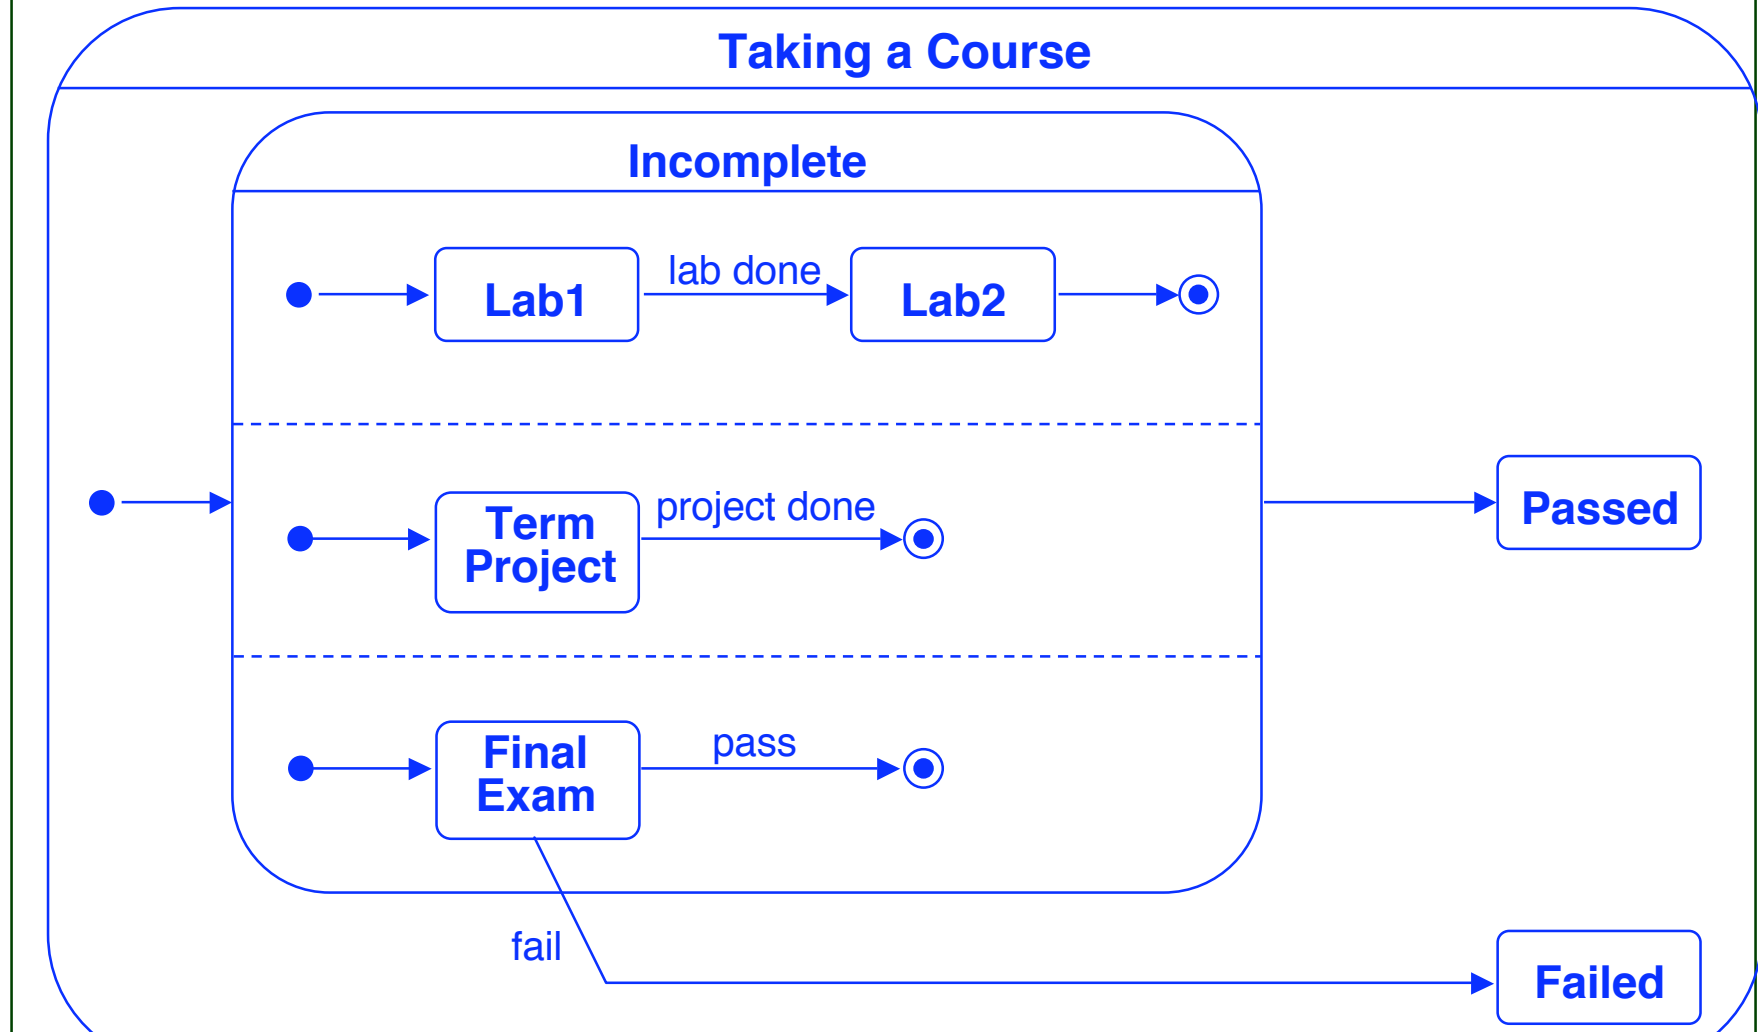 Taking a Course
Incomplete
Lab1
lab done
Lab2
Term
Project
project done
Passed
Final
Exam
pass
fail
Failed